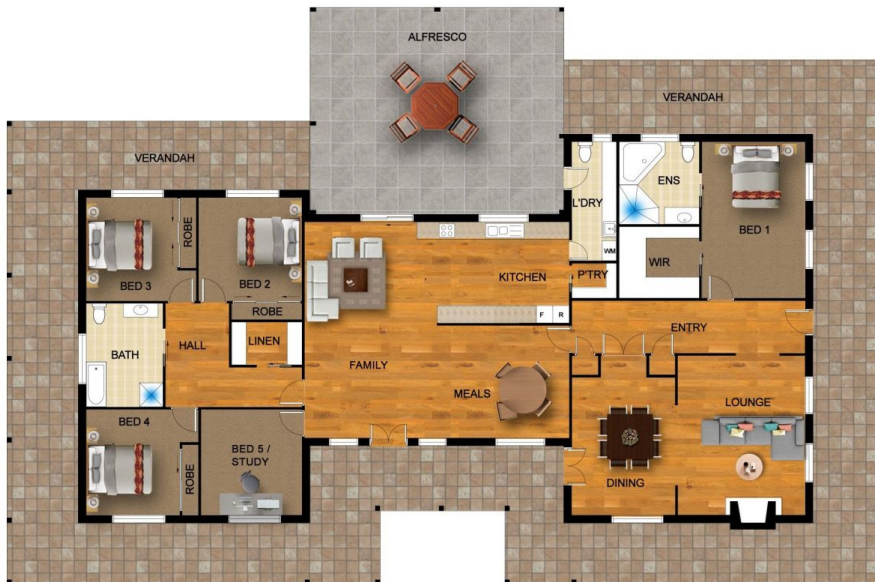 ALFRESCO
VERANDAH
VERANDAH
L'DRY
ENS
BED 1
WM
WIR
P'TRY
KITCHEN
F R
ENTRY
ROBE
BED 3
BED 2
ROBE
BATH
HALL
LINEN
FAMILY
MEALS
LOUNGE
DINING
BED 4
ROBE
BED 5 /
STUDY